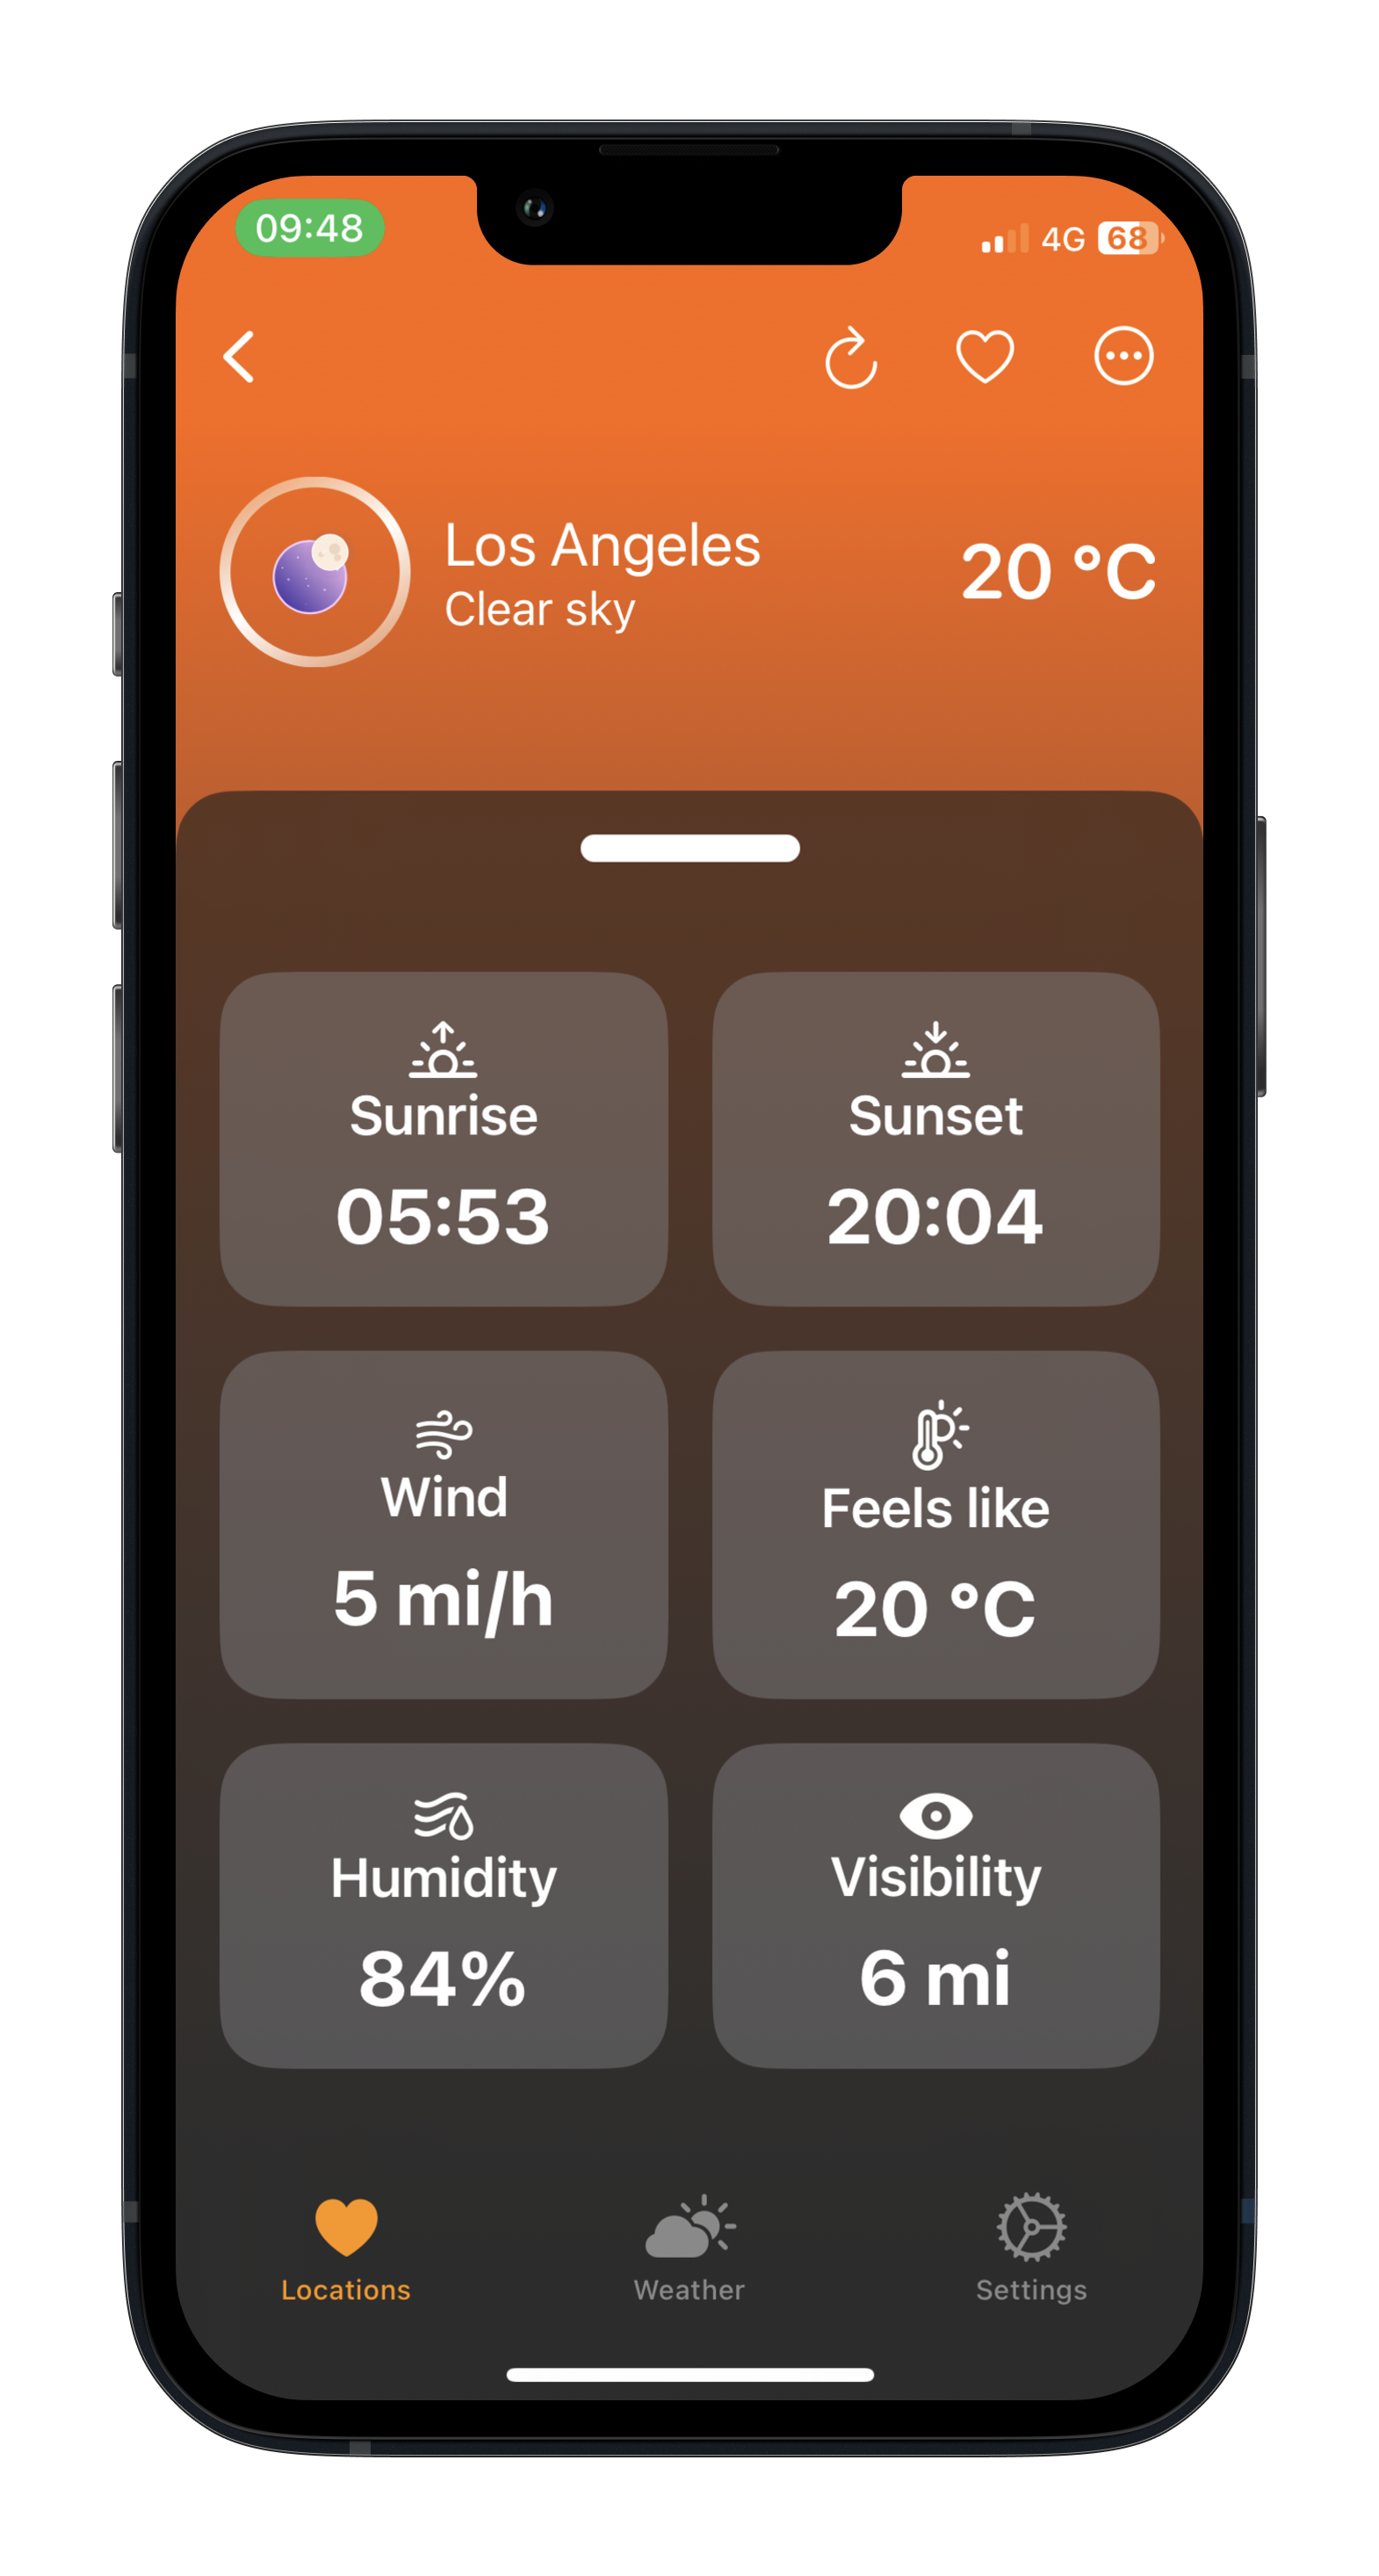 09:48
4G 68
Los Angeles
Clear sky
20 °C
Sunrise
05:53
Sunset
20:04
Wind
5 mi/h
Feels like
20 °C
Humidity
84%
Visibility
6 mi
Locations
Weather
Settings